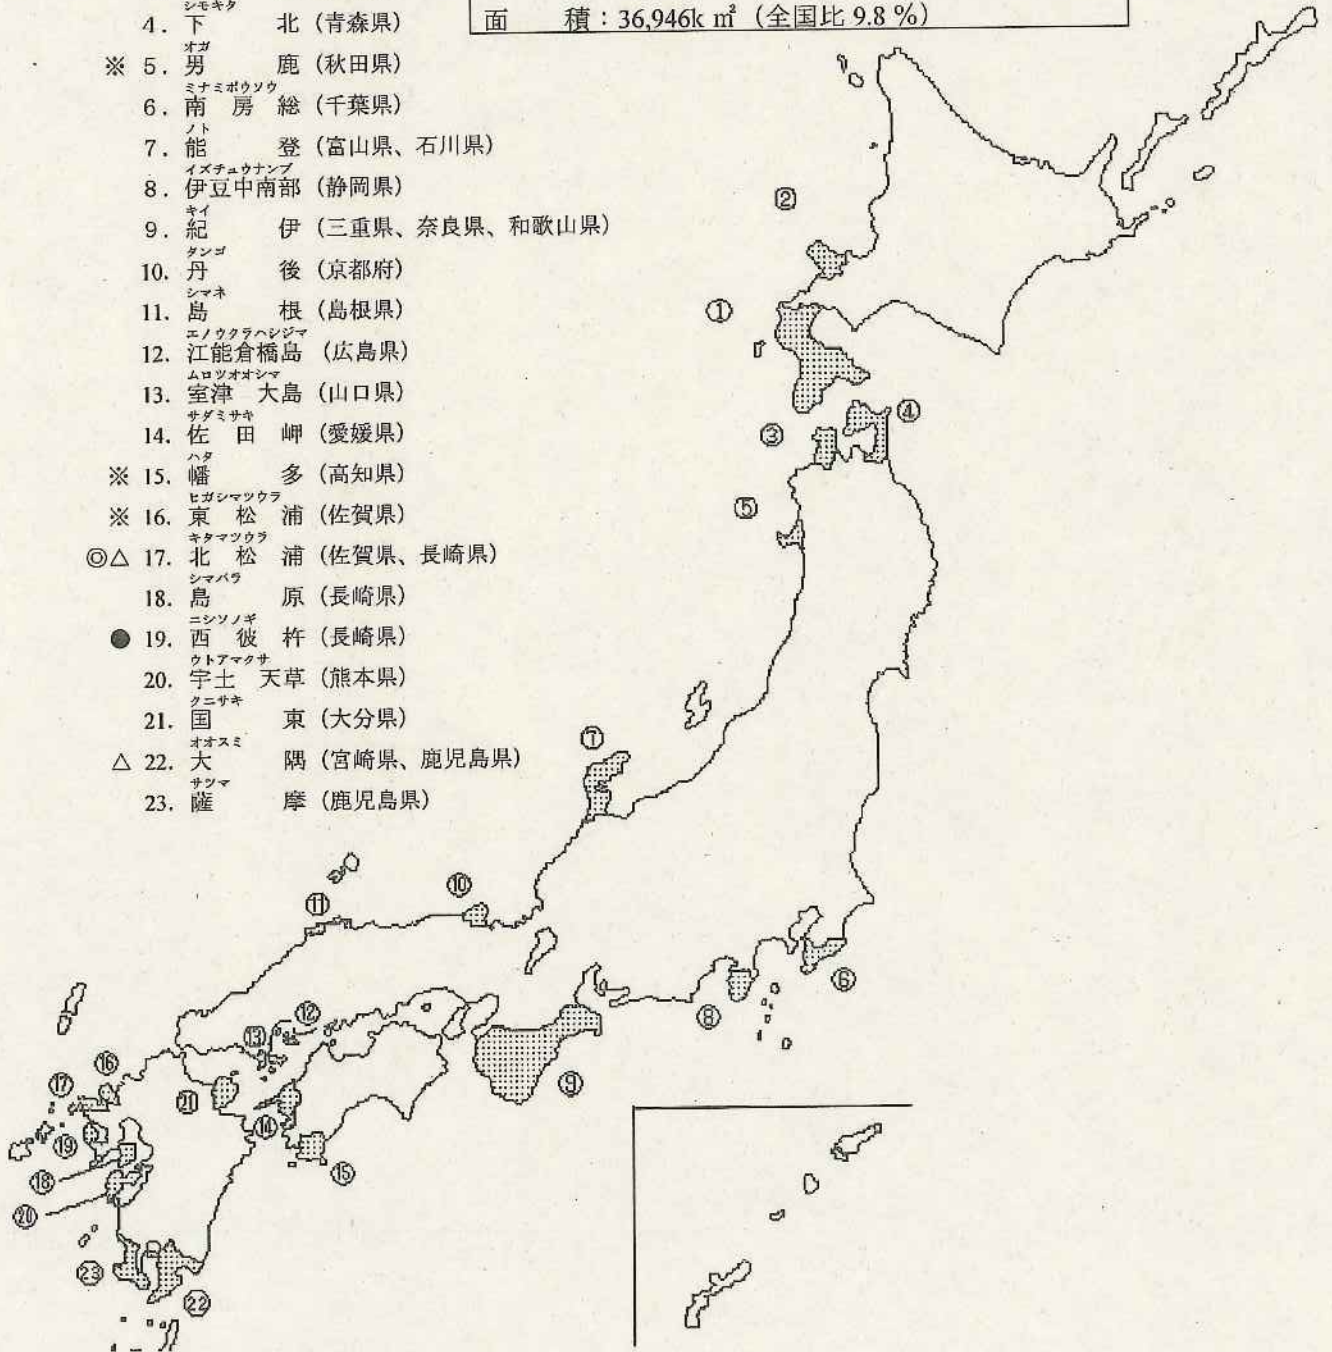 面　　積：36,946k㎡（全国比 9.8 %）
シモキタ
4. 下　　北（青森県）
オガ
※ 5. 男　　鹿（秋田県）
ミナミボウソウ
6. 南　房　総（千葉県）
ノト
7. 能　　登（富山県、石川県）
イズチュウナンブ
8. 伊豆中南部（静岡県）
キイ
9. 紀　　伊（三重県、奈良県、和歌山県）
タンゴ
10. 丹　　後（京都府）
シマネ
11. 島　　根（島根県）
エノウクラハシジマ
12. 江能倉橋島（広島県）
ムロツオオシマ
13. 室津　大島（山口県）
サダミサキ
14. 佐　田　岬（愛媛県）
ハタ
※ 15. 幡　　多（高知県）
ヒガシマツウラ
※ 16. 東　松　浦（佐賀県）
キタマツウラ
◎△ 17. 北　松　浦（佐賀県、長崎県）
シマバラ
18. 島　　原（長崎県）
ニシソノギ
● 19. 西　彼　杵（長崎県）
ウトアマクサ
20. 宇土　天草（熊本県）
クニサキ
21. 国　　東（大分県）
オオスミ
△ 22. 大　　隅（宮崎県、鹿児島県）
サツマ
23. 薩　　摩（鹿児島県）
②
①
④
③
⑤
⑦
⑩
⑪
⑥
⑧
⑫
⑬
⑯
⑨
⑰
㉑
⑭
⑲
⑮
⑱
⑳
㉓
㉒